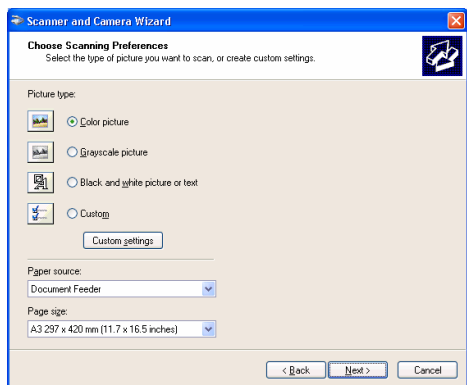 Scanner and Camera Wizard
Choose Scanning Preferences
Select the type of picture you want to scan, or create custom settings.
Picture type:
Color picture
Grayscale picture
Black and white picture or text
Custom
Custom settings
Paper source:
Document Feeder
Page size:
A3 297 x 420 mm (11.7 x 16.5 inches)
< Back Next > Cancel